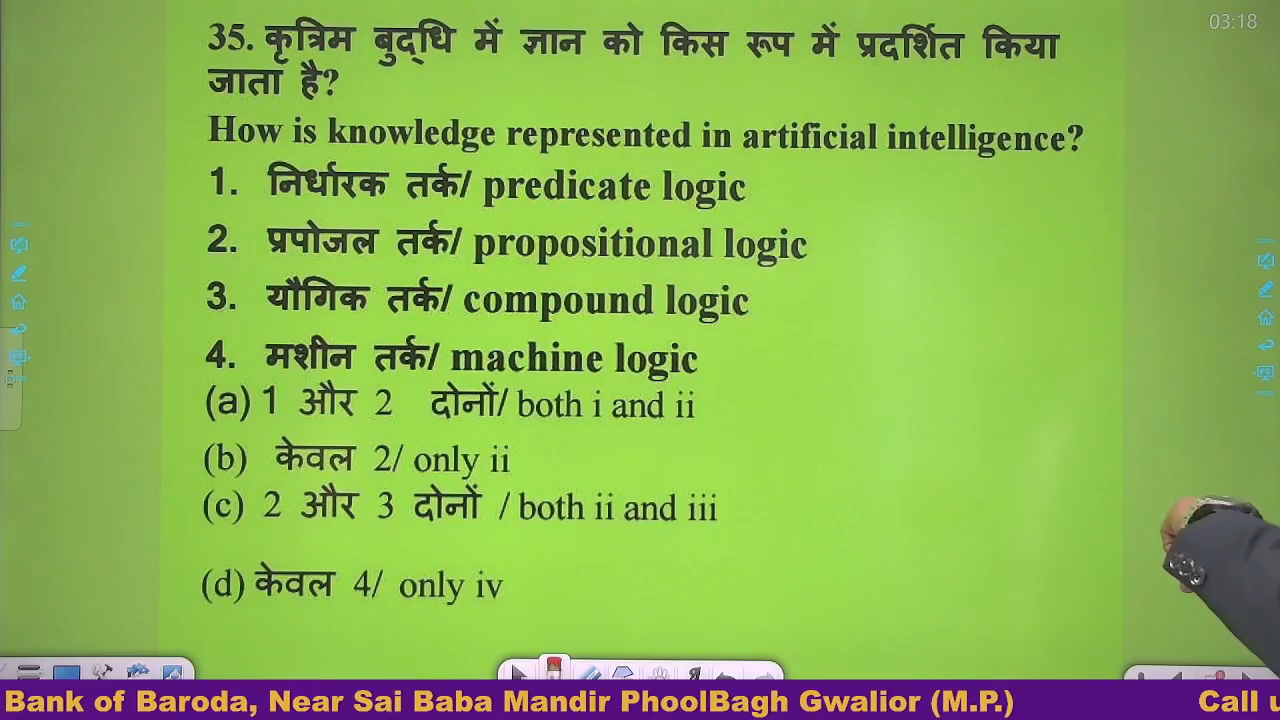 03:18
35. कृत्रिम बुद्धि में ज्ञान को किस रूप में प्रदर्शित किया
जाता है?
How is knowledge represented in artificial intelligence?
1. निर्धारक तर्क/ predicate logic
2. प्रपोजल तर्क/ propositional logic
3. यौगिक तर्क/ compound logic
4. मशीन तर्क/ machine logic
(a) 1 और 2 दोनों/ both i and ii
(b) केवल 2/ only ii
(c) 2 और 3 दोनों / both ii and iii
(d) केवल 4/ only iv
Bank of Baroda, Near Sai Baba Mandir PhoolBagh Gwalior (M.P.) Call u